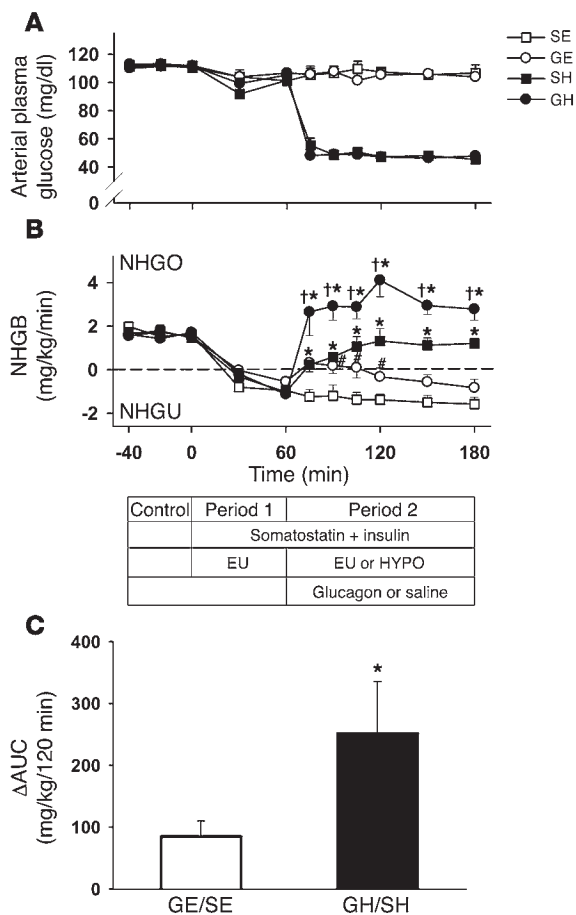 A
SE
GE
SH
GH
Arterial plasma
glucose (mg/dl)
120
100
80
60
40
0
B
NHGO
NHGB
(mg/kg/min)
4
2
0
-2
†* †* †* †* †* †*
* * * * * *
# # #
NHGU
-40 0 60 120 180
Time (min)
Control Period 1 Period 2
Somatostatin + insulin
EU EU or HYPO
Glucagon or saline
C
ΔAUC
(mg/kg/120 min)
400
300
200
100
0
*
GE/SE GH/SH